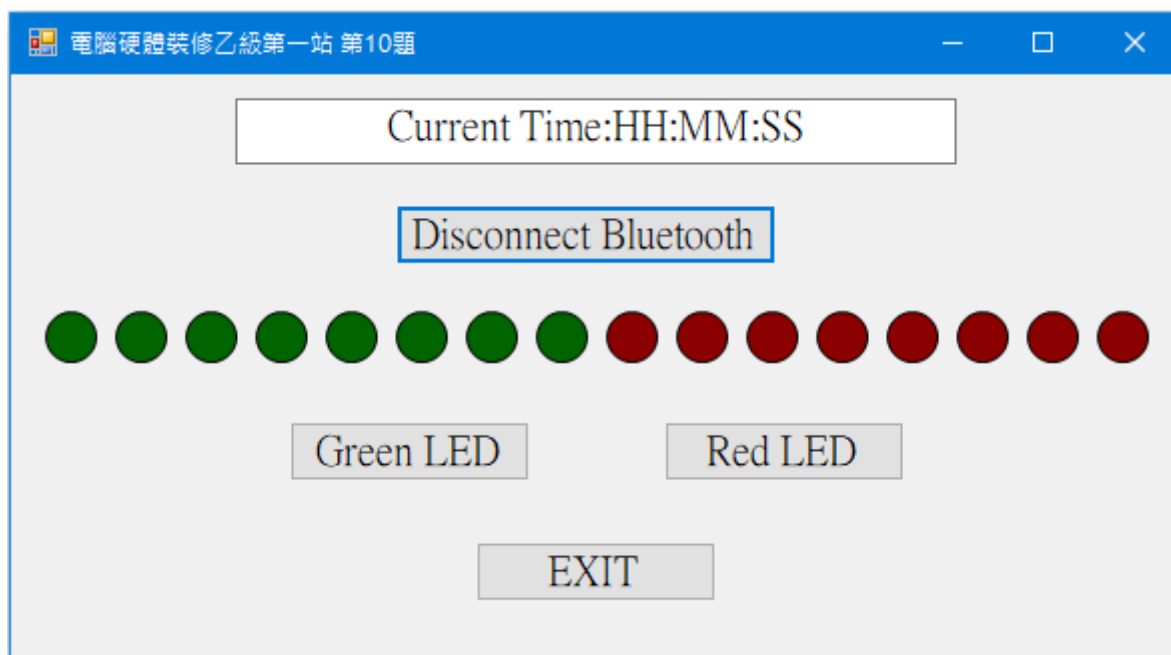 電腦硬體裝修乙級第一站 第10題
Current Time:HH:MM:SS
Disconnect Bluetooth
Green LED
Red LED
EXIT